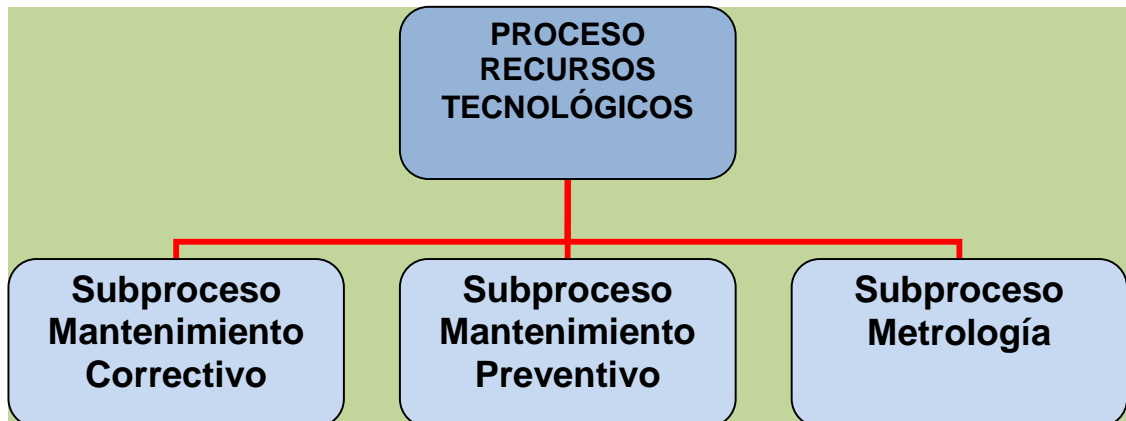 PROCESO
RECURSOS
TECNOLÓGICOS
Subproceso
Mantenimiento
Correctivo
Subproceso
Mantenimiento
Preventivo
Subproceso
Metrología